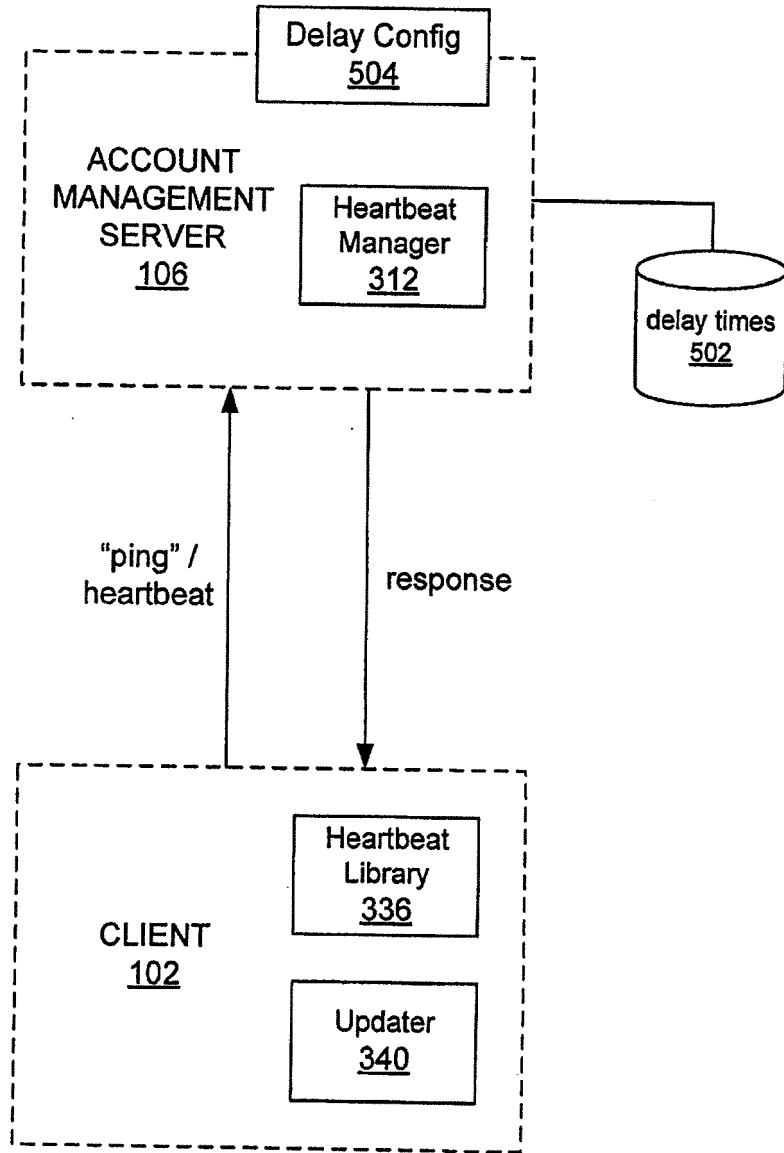 Delay Config
504
ACCOUNT
MANAGEMENT
SERVER
106
Heartbeat
Manager
312
delay times
502
“ping” /
heartbeat
response
Heartbeat
Library
336
CLIENT
102
Updater
340